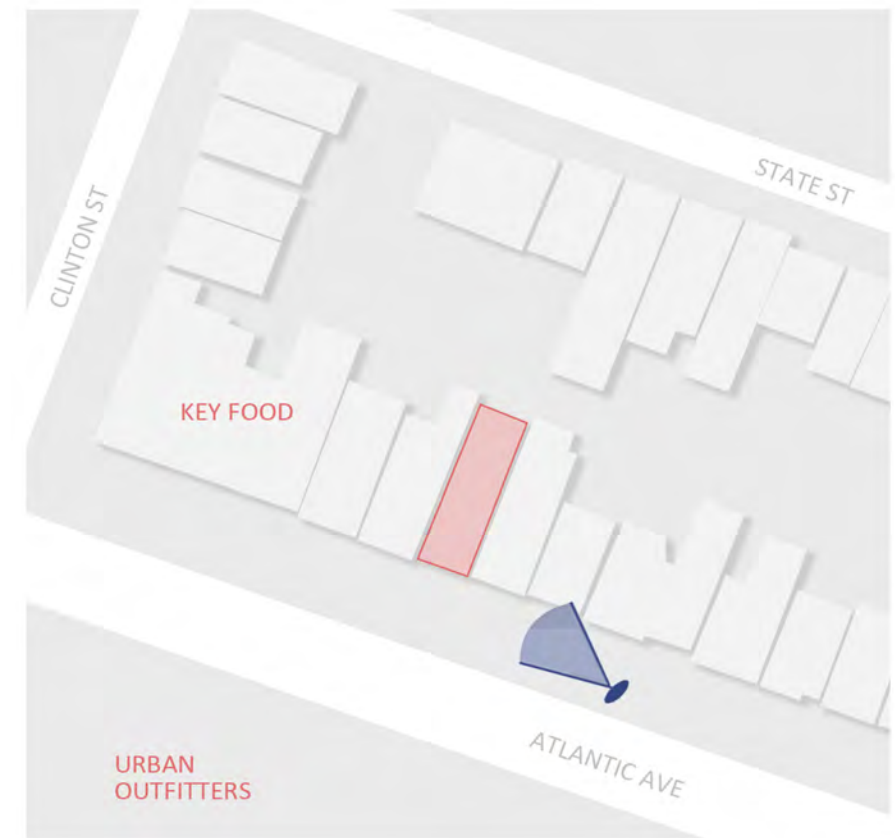 STATE ST
CLINTON ST
KEY FOOD
ATLANTIC AVE
URBAN
OUTFITTERS